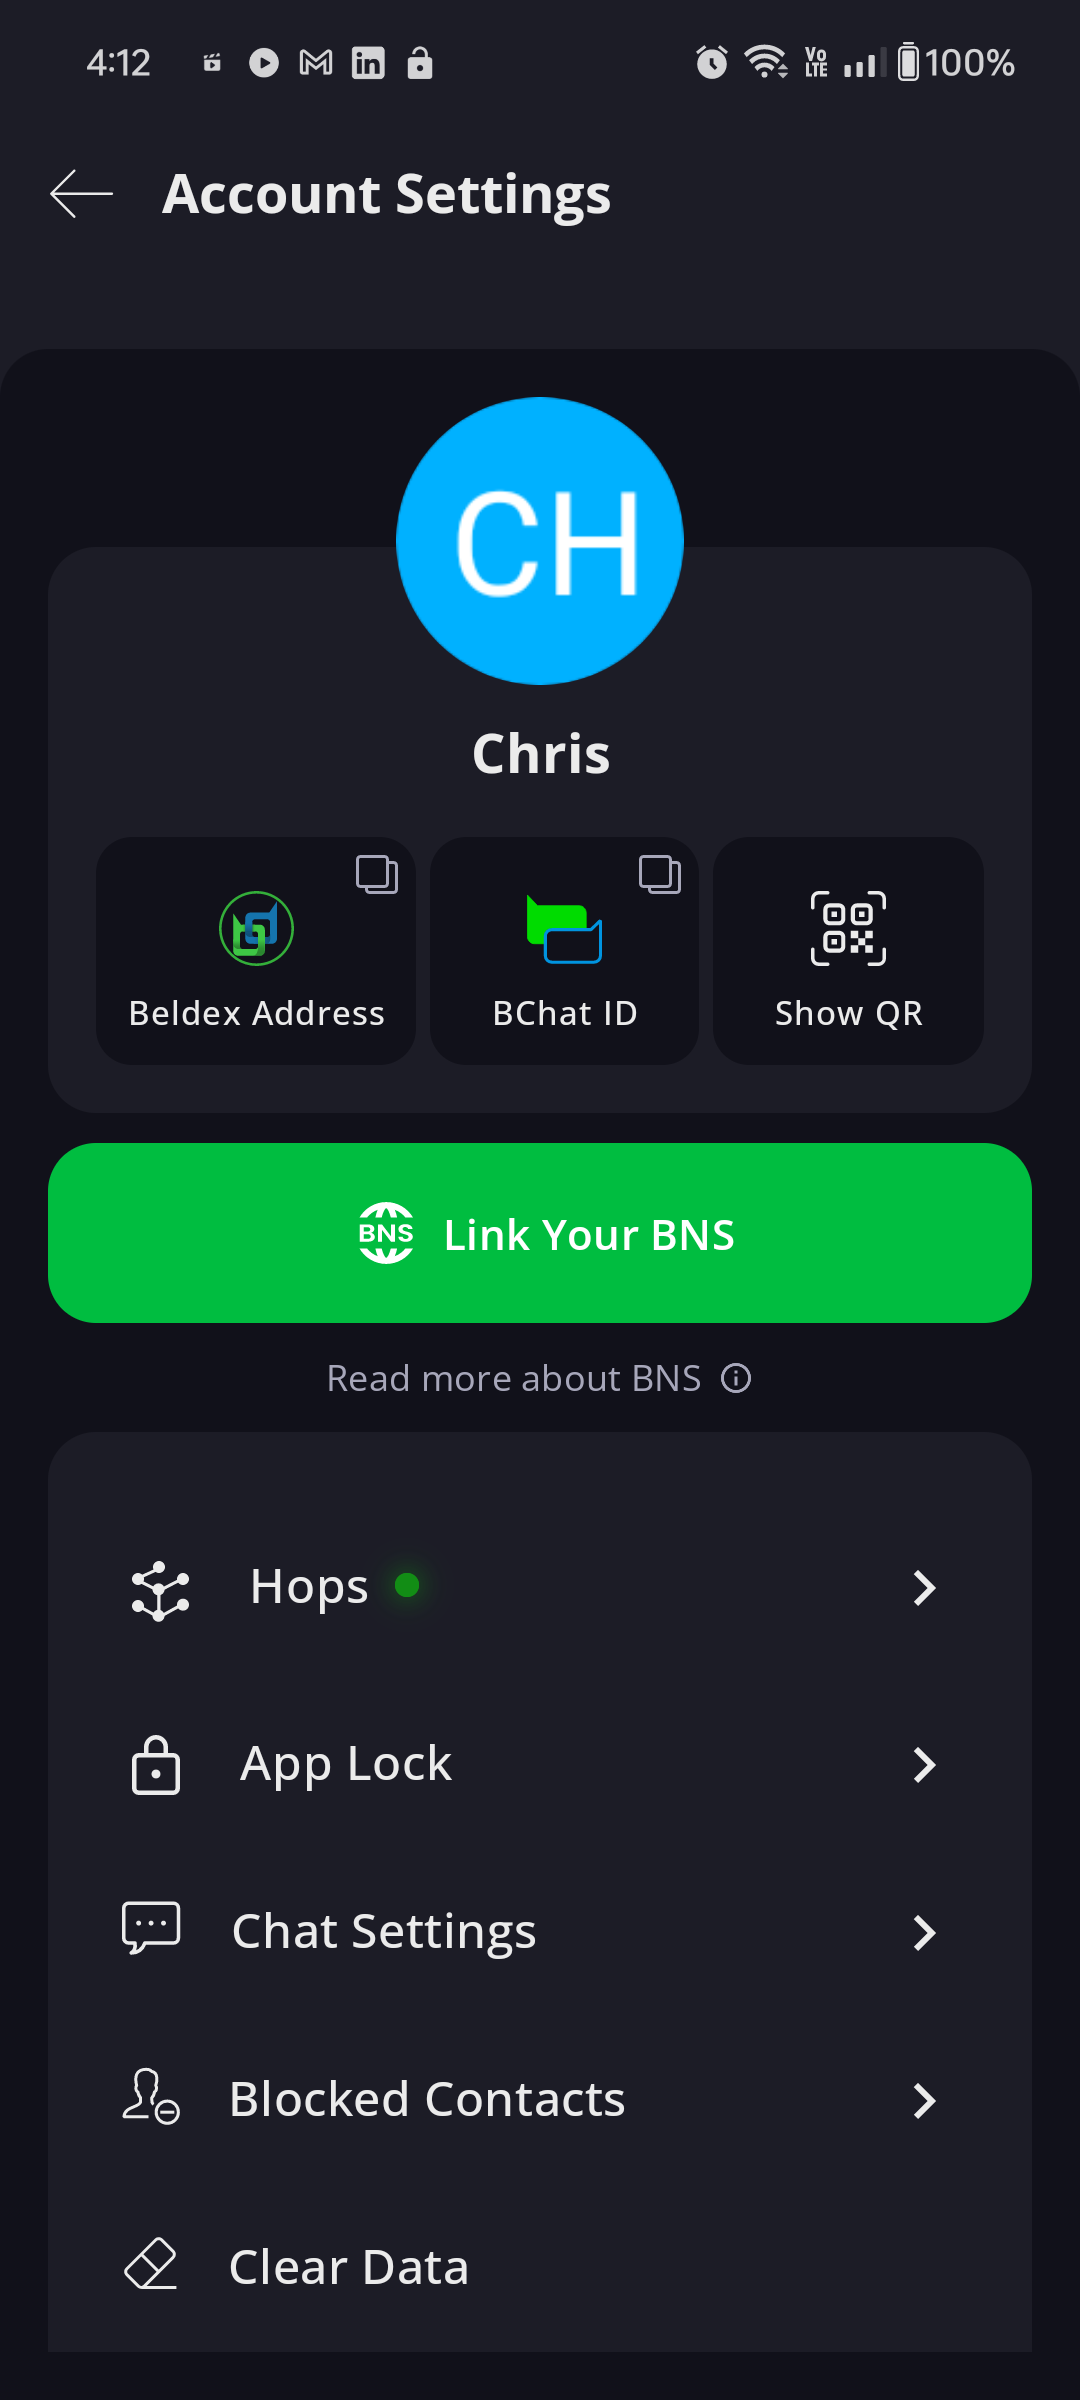 4:12
Vo LTE
100%
Account Settings
CH
Chris
Beldex Address
BChat ID
Show QR
BNS Link Your BNS
Read more about BNS
Hops
App Lock
Chat Settings
Blocked Contacts
Clear Data